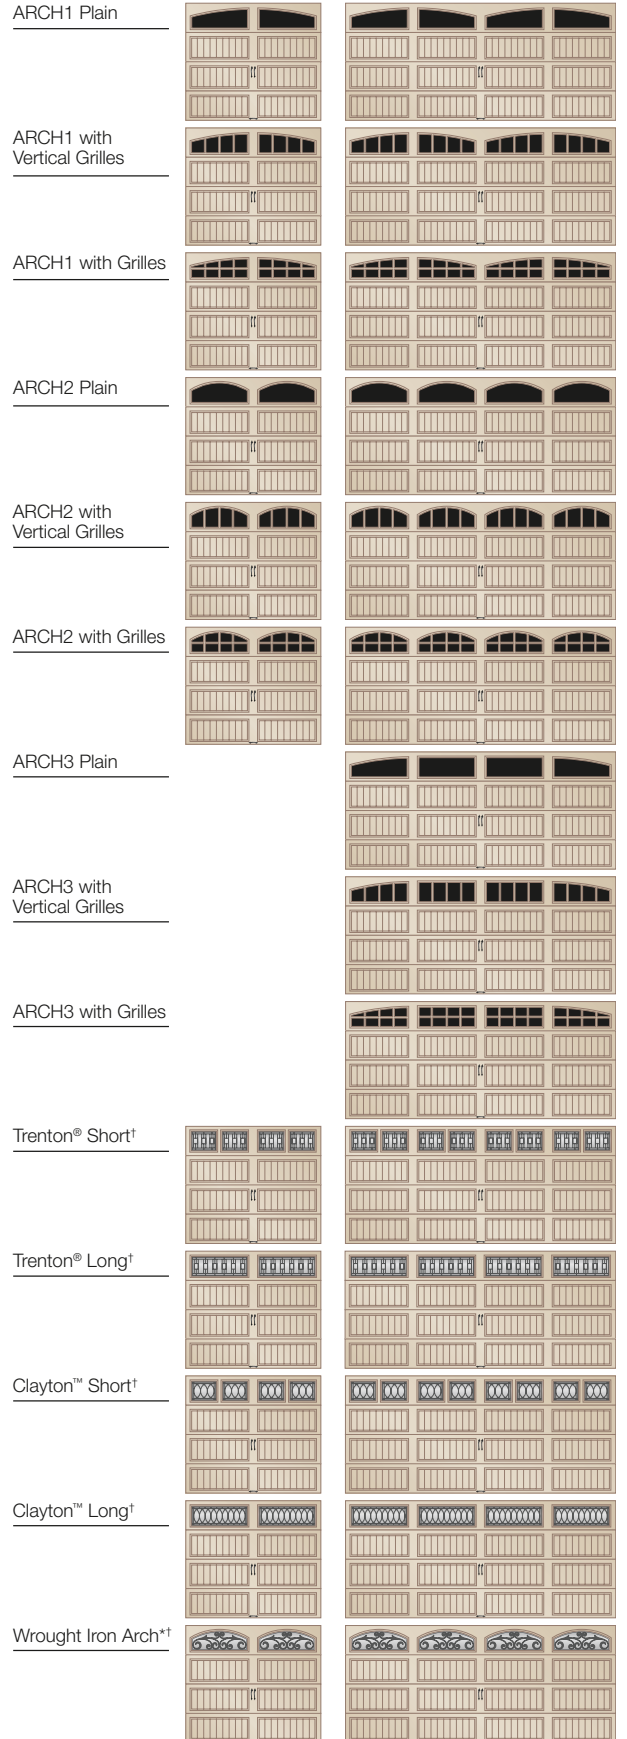 ARCH1 Plain
ARCH1 with
Vertical Grilles
ARCH1 with Grilles
ARCH2 Plain
ARCH2 with
Vertical Grilles
ARCH2 with Grilles
ARCH3 Plain
ARCH3 with
Vertical Grilles
ARCH3 with Grilles
Trenton® Short†
Trenton® Long†
Clayton™ Short†
Clayton™ Long†
Wrought Iron Arch*†